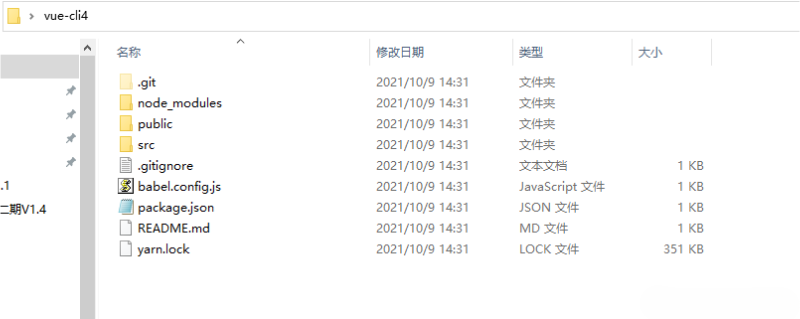 vue-cli4
名称 修改日期 类型 大小
.git 2021/10/9 14:31 文件夹
node_modules 2021/10/9 14:31 文件夹
public 2021/10/9 14:31 文件夹
src 2021/10/9 14:31 文件夹
.gitignore 2021/10/9 14:31 文本文档 1 KB
.1
babel.config.js 2021/10/9 14:31 JavaScript 文件 1 KB
二期V1.4
package.json 2021/10/9 14:31 JSON 文件 1 KB
README.md 2021/10/9 14:31 MD 文件 1 KB
yarn.lock 2021/10/9 14:31 LOCK 文件 351 KB